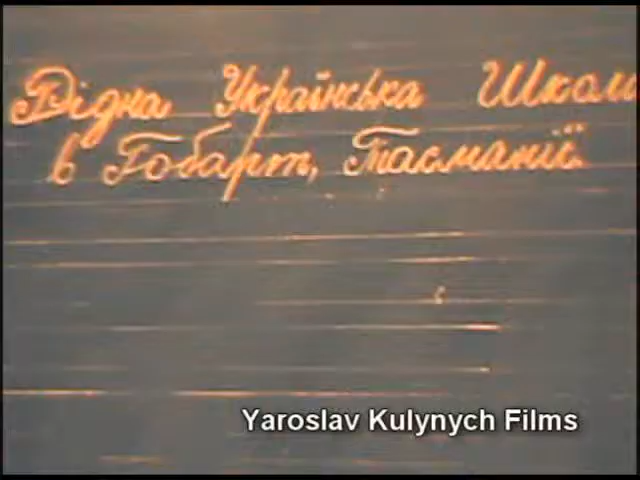 Рідна Українська Школа
в Гобарт, Тасманії.
Yaroslav Kulynych Films